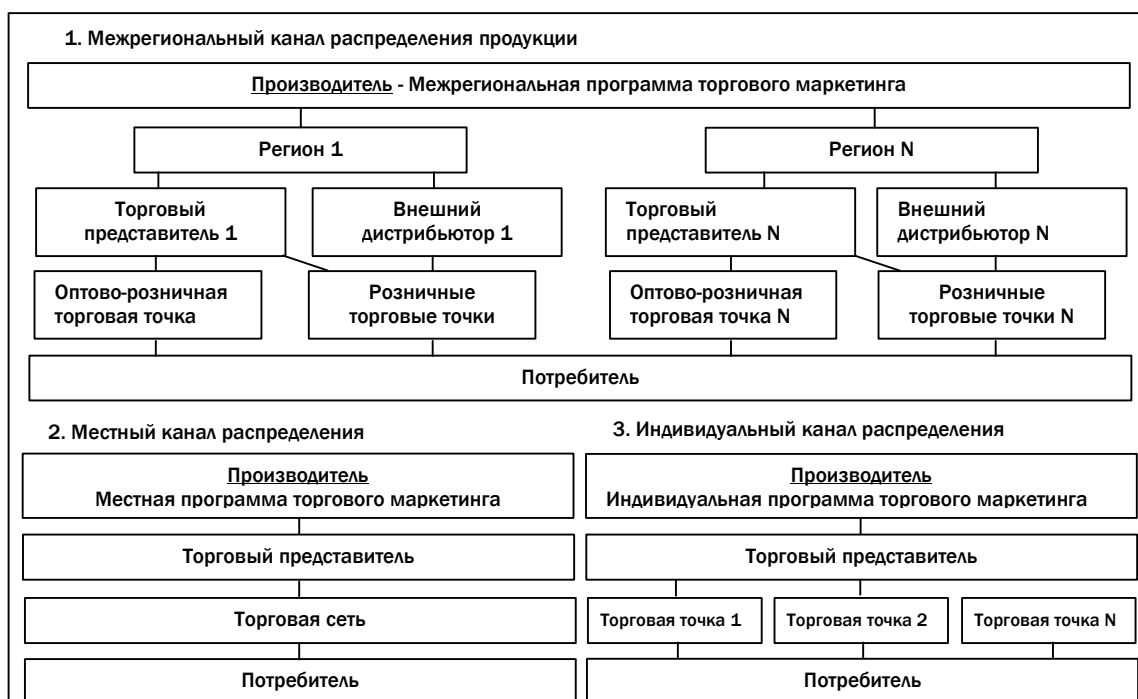 1. Межрегиональный канал распределения продукции
Производитель - Межрегиональная программа торгового маркетинга
Регион 1
Регион N
Торговый
представитель 1
Внешний
дистрибьютор 1
Торговый
представитель N
Внешний
дистрибьютор N
Оптово-розничная
торговая точка
Розничные
торговые точки
Оптово-розничная
торговая точка N
Розничные
торговые точки N
Потребитель
2. Местный канал распределения
Производитель
Местная программа торгового маркетинга
Торговый представитель
Торговая сеть
Потребитель
3. Индивидуальный канал распределения
Производитель
Индивидуальная программа торгового маркетинга
Торговый представитель
Торговая точка 1
Торговая точка 2
Торговая точка N
Потребитель